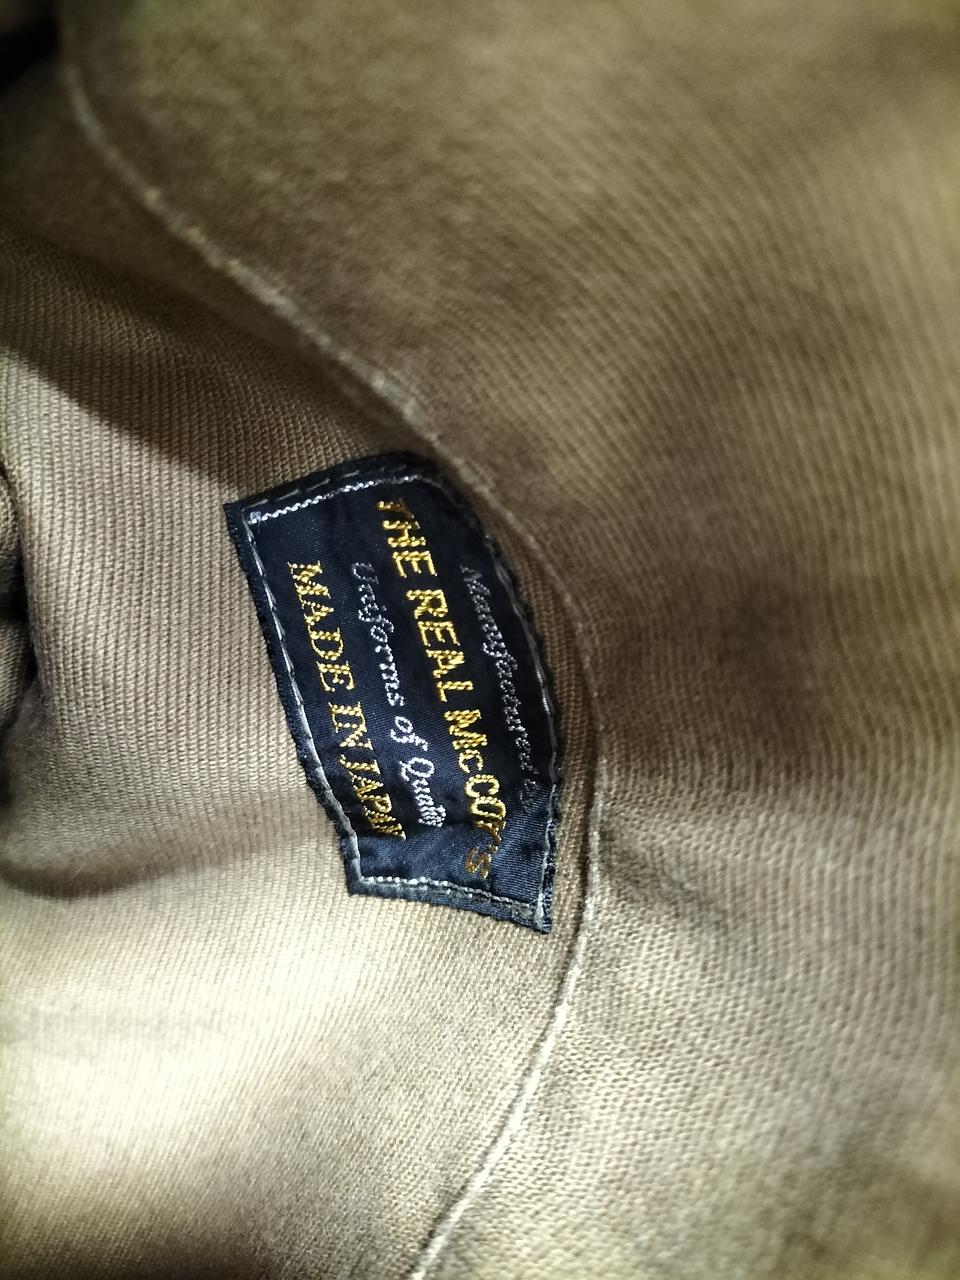 Manufactured by
THE REAL McCOY'S
Uniforms of Quality
MADE IN JAPAN